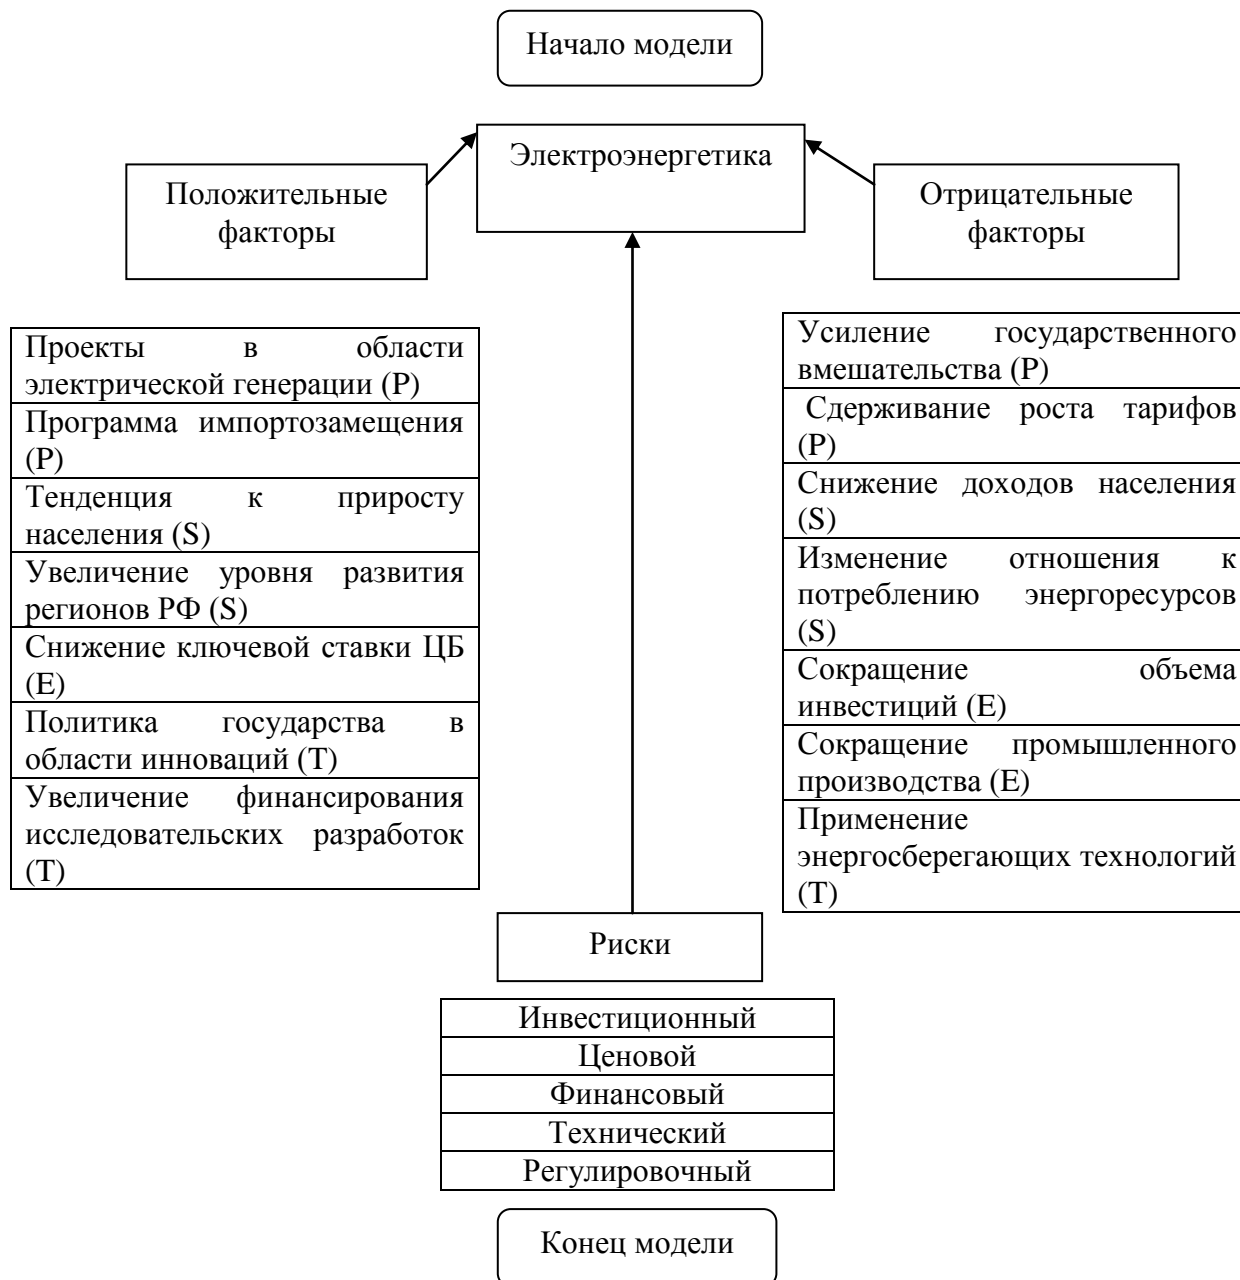 Начало модели
Электроэнергетика
Положительные
факторы
Отрицательные
факторы
Проекты в области
электрической генерации (P)
Программа импортозамещения
(P)
Тенденция к приросту
населения (S)
Увеличение уровня развития
регионов РФ (S)
Снижение ключевой ставки ЦБ
(E)
Политика государства в
области инноваций (T)
Увеличение финансирования
исследовательских разработок
(T)
Усиление государственного
вмешательства (P)
Сдерживание роста тарифов
(P)
Снижение доходов населения
(S)
Изменение отношения к
потреблению энергоресурсов
(S)
Сокращение объема
инвестиций (E)
Сокращение промышленного
производства (E)
Применение
энергосберегающих технологий
(T)
Риски
Инвестиционный
Ценовой
Финансовый
Технический
Регулировочный
Конец модели